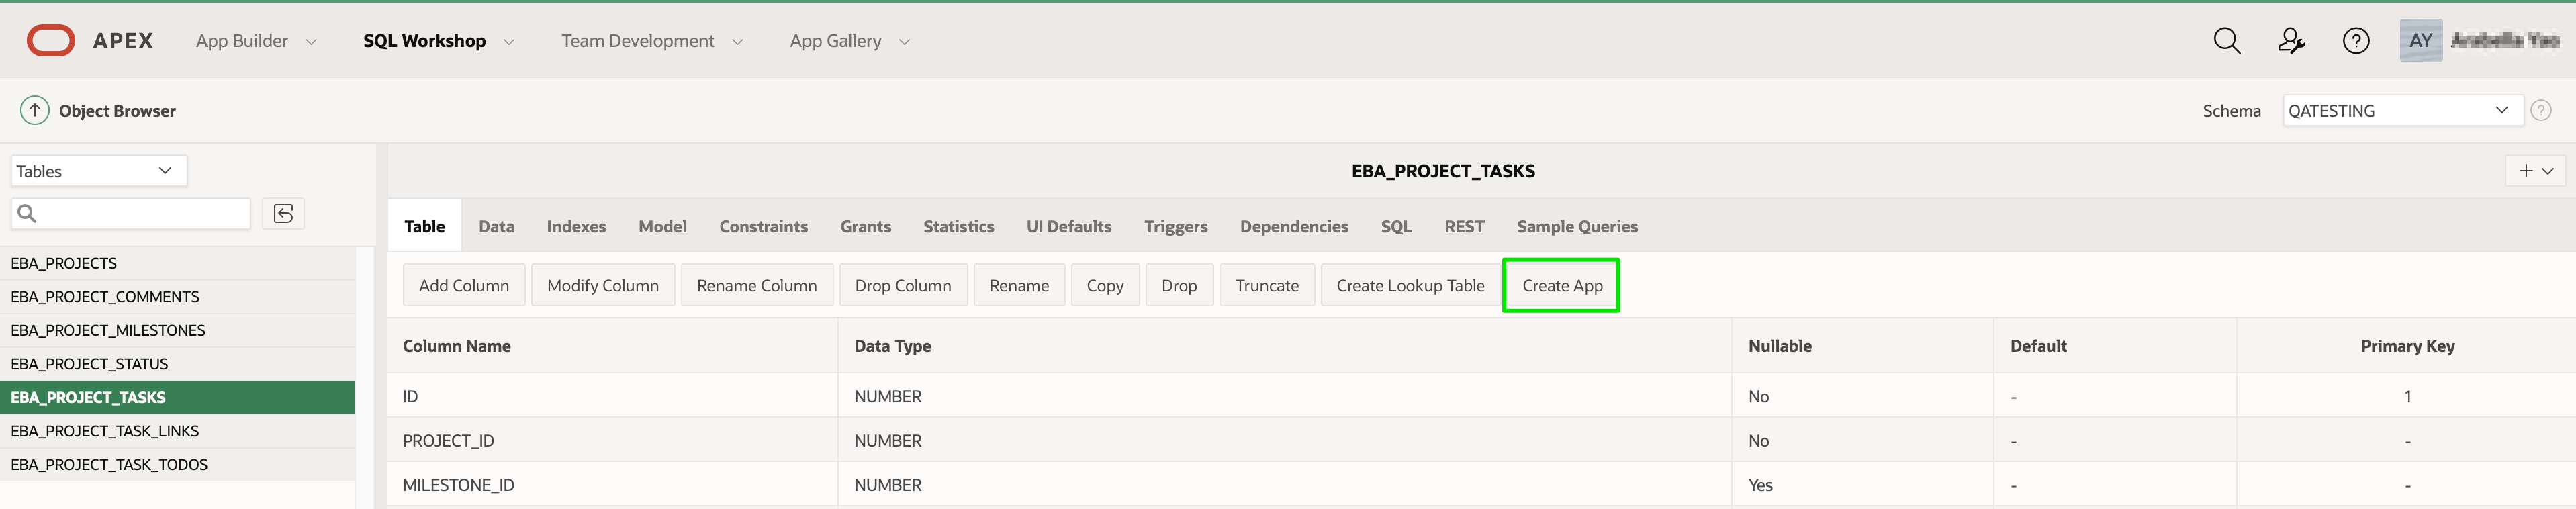 APEX App Builder SQL Workshop Team Development App Gallery ? AY
Object Browser Schema QATESTING ?
Tables
EBA_PROJECTS
EBA_PROJECT_COMMENTS
EBA_PROJECT_MILESTONES
EBA_PROJECT_STATUS
EBA_PROJECT_TASKS
EBA_PROJECT_TASK_LINKS
EBA_PROJECT_TASK_TODOS
EBA_PROJECT_TASKS
Table Data Indexes Model Constraints Grants Statistics UI Defaults Triggers Dependencies SQL REST Sample Queries
Add Column Modify Column Rename Column Drop Column Rename Copy Drop Truncate Create Lookup Table Create App
Column Name Data Type Nullable Default Primary Key
ID NUMBER No - 1
PROJECT_ID NUMBER No - -
MILESTONE_ID NUMBER Yes - -